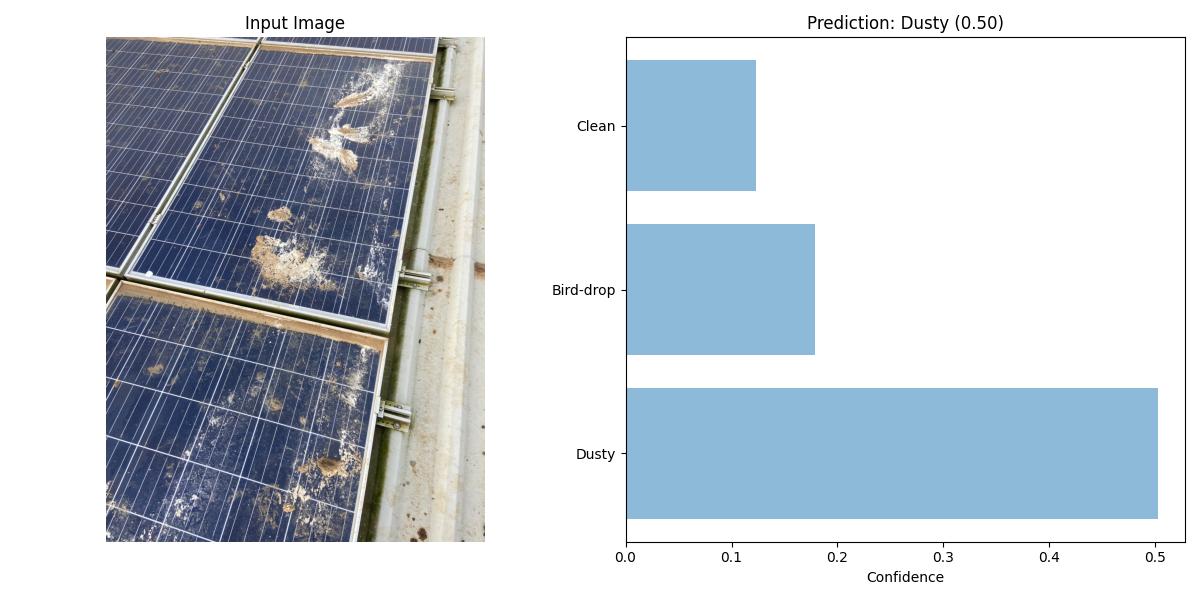 Input Image
Prediction: Dusty (0.50)
Clean
Bird-drop
Dusty
0.0 0.1 0.2 0.3 0.4 0.5
Confidence